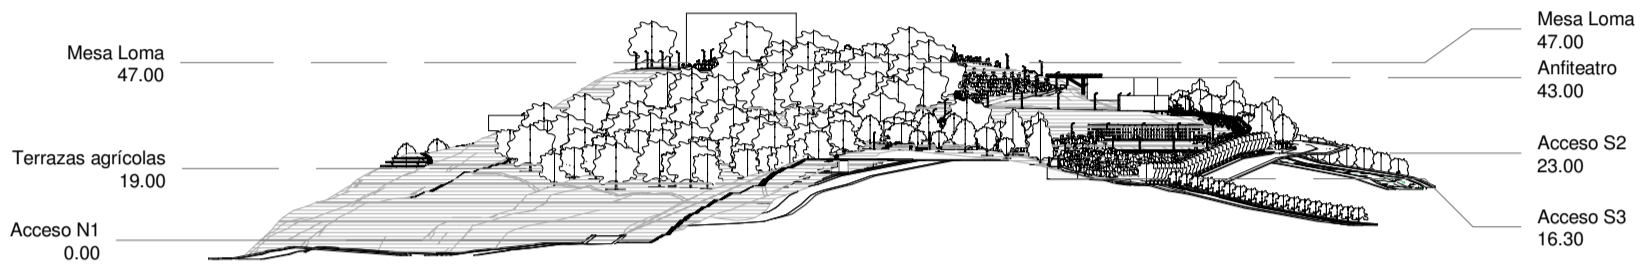 Mesa Loma
47.00
Terrazas agrícolas
19.00
Acceso N1
0.00
Mesa Loma
47.00
Anfiteatro
43.00
Acceso S2
23.00
Acceso S3
16.30